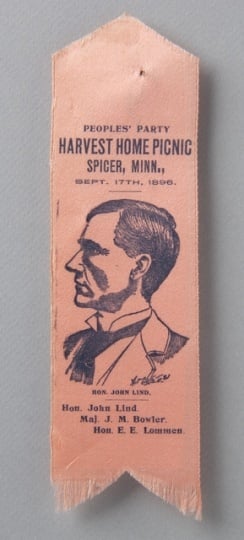 PEOPLES' PARTY
HARVEST HOME PICNIC
SPICER, MINN.,
SEPT. 17TH, 1896.
HON. JOHN LIND.
Hon. John Lind.
Maj. J. M. Bowler.
Hon. E. E. Lommen.